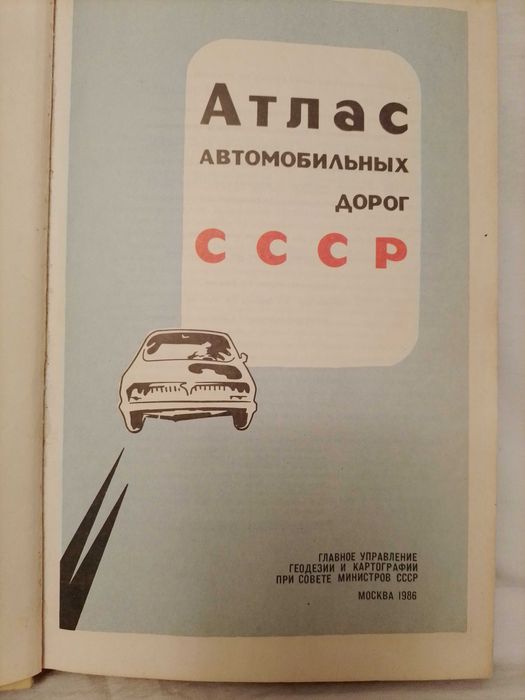 Атлас
АВТОМОБИЛЬНЫХ
ДОРОГ
СССР
ГЛАВНОЕ УПРАВЛЕНИЕ
ГЕОДЕЗИИ И КАРТОГРАФИИ
ПРИ СОВЕТЕ МИНИСТРОВ СССР
МОСКВА 1986